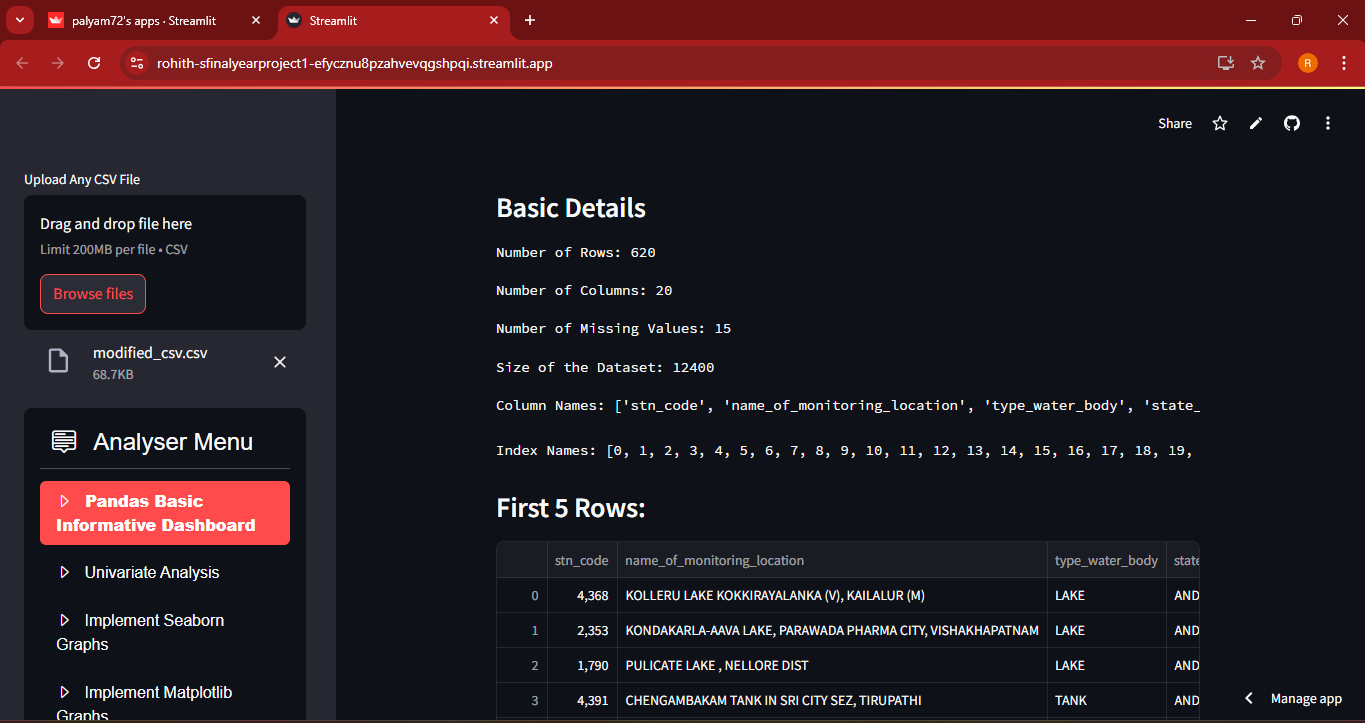 palyam72's apps · Streamlit
Streamlit
rohith-sfinalyearproject1-efycznu8pzahvevqgshpqi.streamlit.app
R
Share
Upload Any CSV File
Drag and drop file here
Limit 200MB per file • CSV
Browse files
modified_csv.csv
68.7KB
Analyser Menu
Pandas Basic
Informative Dashboard
Univariate Analysis
Implement Seaborn
Graphs
Implement Matplotlib
Graphs
Basic Details
Number of Rows: 620
Number of Columns: 20
Number of Missing Values: 15
Size of the Dataset: 12400
Column Names: ['stn_code', 'name_of_monitoring_location', 'type_water_body', 'state_
Index Names: [0, 1, 2, 3, 4, 5, 6, 7, 8, 9, 10, 11, 12, 13, 14, 15, 16, 17, 18, 19,
First 5 Rows:
stn_code name_of_monitoring_location type_water_body state
0 4,368 KOLLERU LAKE KOKKIRAYALANKA (V), KAILALUR (M) LAKE AND
1 2,353 KONDAKARLA-AAVA LAKE, PARAWADA PHARMA CITY, VISHAKHAPATNAM LAKE AND
2 1,790 PULICATE LAKE , NELLORE DIST LAKE AND
3 4,391 CHENGAMBAKAM TANK IN SRI CITY SEZ, TIRUPATHI TANK AND
Manage app